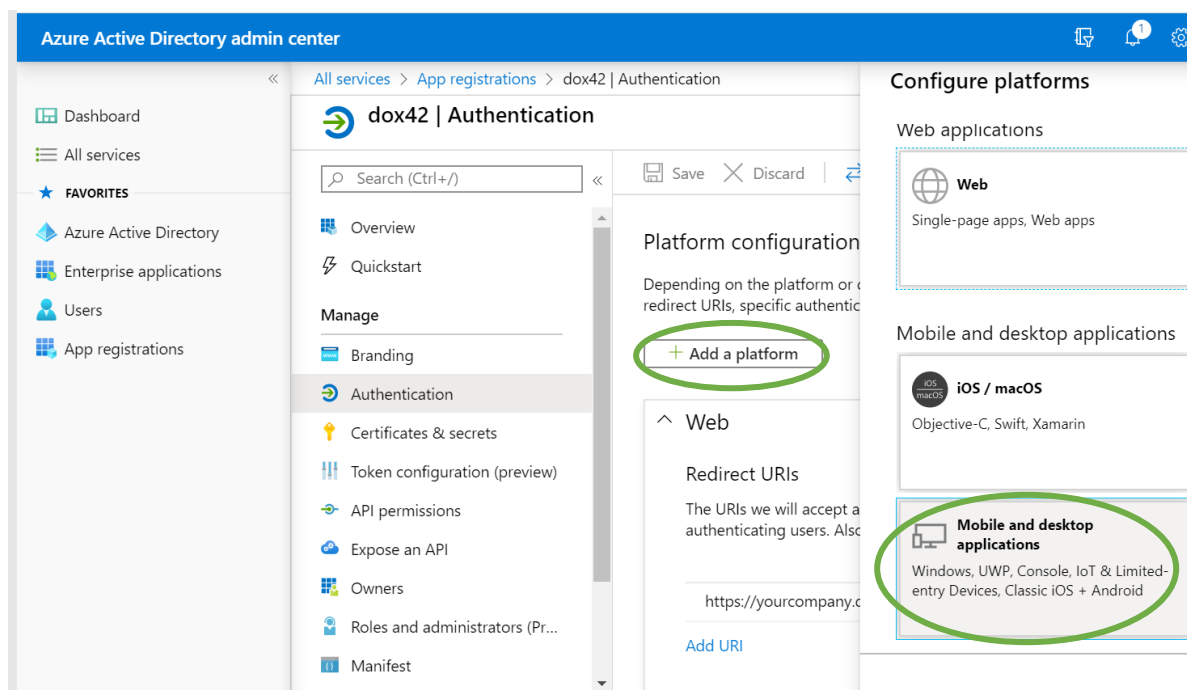 Azure Active Directory admin center
1
«
All services > App registrations > dox42 | Authentication
Dashboard
All services
FAVORITES
Azure Active Directory
Enterprise applications
Users
App registrations
dox42 | Authentication
Search (Ctrl+/)
«
Overview
Quickstart
Manage
Branding
Authentication
Certificates & secrets
Token configuration (preview)
API permissions
Expose an API
Owners
Roles and administrators (Pr...
Manifest
Save Discard
Platform configuration
Depending on the platform or
redirect URIs, specific authentic
+ Add a platform
Web
Redirect URIs
The URIs we will accept a
authenticating users. Also
https://yourcompany.
Add URI
Configure platforms
Web applications
Web
Single-page apps, Web apps
Mobile and desktop applications
iOS
macOS
iOS / macOS
Objective-C, Swift, Xamarin
Mobile and desktop
applications
Windows, UWP, Console, IoT & Limited-
entry Devices, Classic iOS + Android